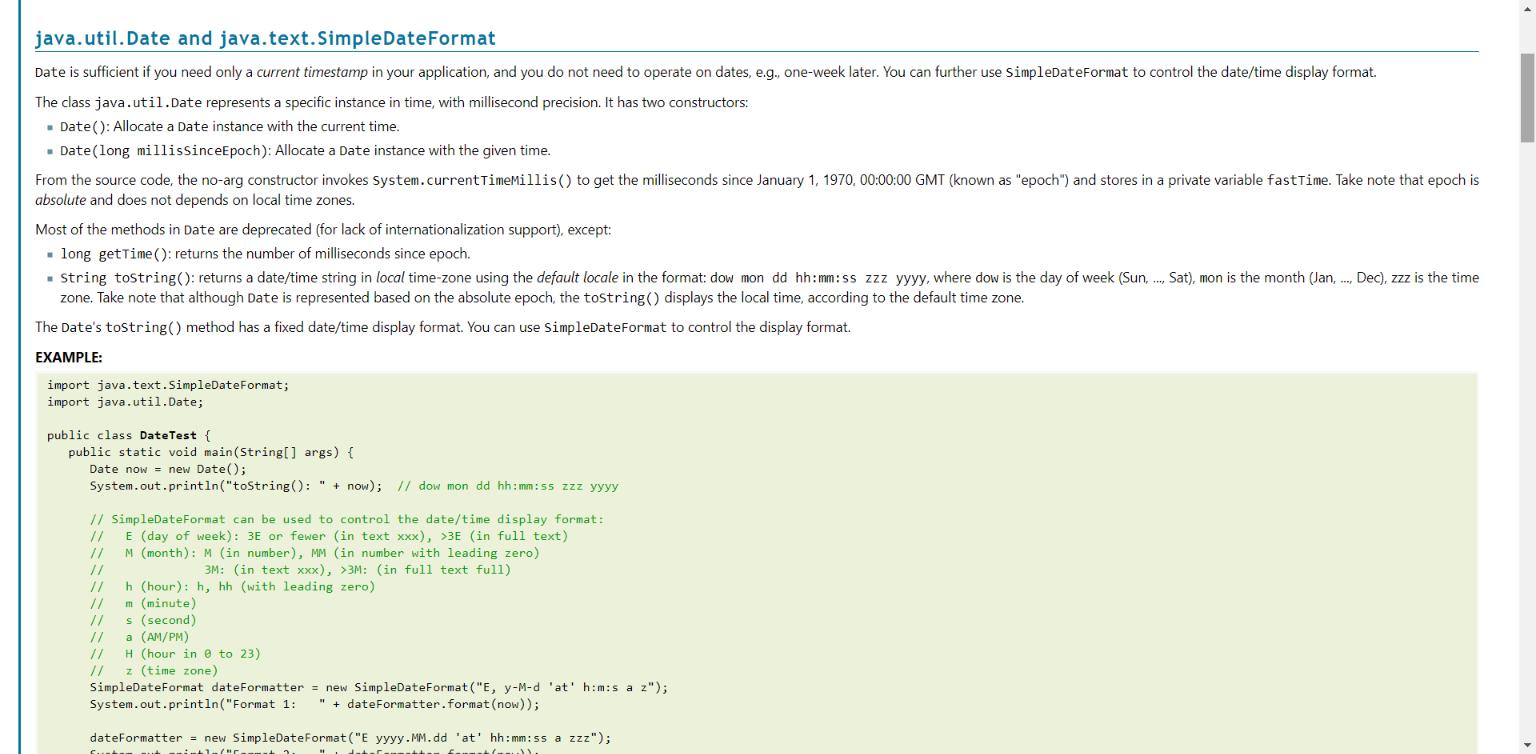 java.util.Date and java.text.SimpleDateFormat
Date is sufficient if you need only a current timestamp in your application, and you do not need to operate on dates, e.g., one-week later. You can further use SimpleDateFormat to control the date/time display format.
The class java.util.Date represents a specific instance in time, with millisecond precision. It has two constructors:
▪ Date(): Allocate a Date instance with the current time.
▪ Date(long millisSinceEpoch): Allocate a Date instance with the given time.
From the source code, the no-arg constructor invokes System.currentTimeMillis() to get the milliseconds since January 1, 1970, 00:00:00 GMT (known as "epoch") and stores in a private variable fastTime. Take note that epoch is
absolute and does not depends on local time zones.
Most of the methods in Date are deprecated (for lack of internationalization support), except:
▪ long getTime(): returns the number of milliseconds since epoch.
▪ String toString(): returns a date/time string in local time-zone using the default locale in the format: dow mon dd hh:mm:ss zzz yyyy, where dow is the day of week (Sun, ..., Sat), mon is the month (Jan, ..., Dec), zzz is the time
zone. Take note that although Date is represented based on the absolute epoch, the toString() displays the local time, according to the default time zone.
The Date's toString() method has a fixed date/time display format. You can use SimpleDateFormat to control the display format.
EXAMPLE:
import java.text.SimpleDateFormat;
import java.util.Date;
public class DateTest {
public static void main(String[] args) {
Date now = new Date();
System.out.println("toString(): " + now);  // dow mon dd hh:mm:ss zzz yyyy
// SimpleDateFormat can be used to control the date/time display format:
//   E (day of week): 3E or fewer (in text xxx), >3E (in full text)
//   M (month): M (in number), MM (in number with leading zero)
//              3M: (in text xxx), >3M: (in full text full)
//   h (hour): h, hh (with leading zero)
//   m (minute)
//   s (second)
//   a (AM/PM)
//   H (hour in 0 to 23)
//   z (time zone)
SimpleDateFormat dateFormatter = new SimpleDateFormat("E, y-M-d 'at' h:m:s a z");
System.out.println("Format 1:   " + dateFormatter.format(now));
dateFormatter = new SimpleDateFormat("E yyyy.MM.dd 'at' hh:mm:ss a zzz");
System.out.println("Format 2:   " + dateFormatter.format(now));